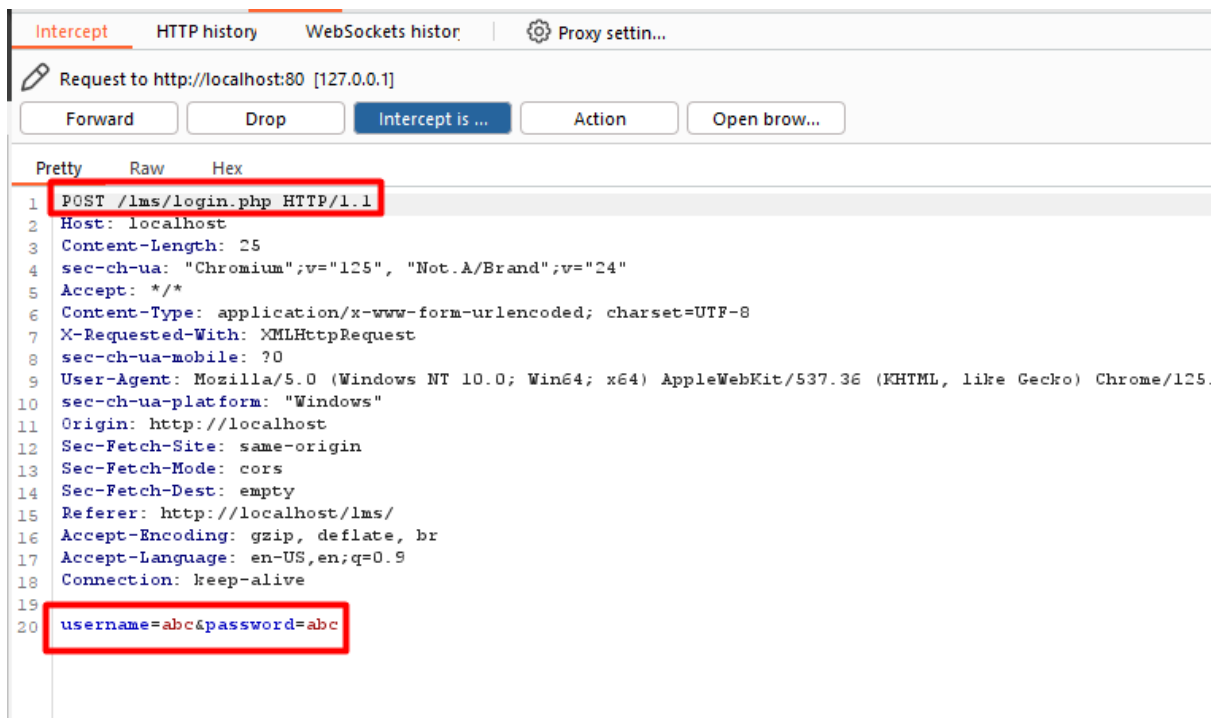 Intercept HTTP history WebSockets histor Proxy settin...
Request to http://localhost:80 [127.0.0.1]
Forward Drop Intercept is ... Action Open brow...
Pretty Raw Hex
1 POST /lms/login.php HTTP/1.1
2 Host: localhost
3 Content-Length: 25
4 sec-ch-ua: "Chromium";v="125", "Not.A/Brand";v="24"
5 Accept: */*
6 Content-Type: application/x-www-form-urlencoded; charset=UTF-8
7 X-Requested-With: XMLHttpRequest
8 sec-ch-ua-mobile: ?0
9 User-Agent: Mozilla/5.0 (Windows NT 10.0; Win64; x64) AppleWebKit/537.36 (KHTML, like Gecko) Chrome/125.
10 sec-ch-ua-platform: "Windows"
11 Origin: http://localhost
12 Sec-Fetch-Site: same-origin
13 Sec-Fetch-Mode: cors
14 Sec-Fetch-Dest: empty
15 Referer: http://localhost/lms/
16 Accept-Encoding: gzip, deflate, br
17 Accept-Language: en-US,en;q=0.9
18 Connection: keep-alive
19
20 username=abc&password=abc